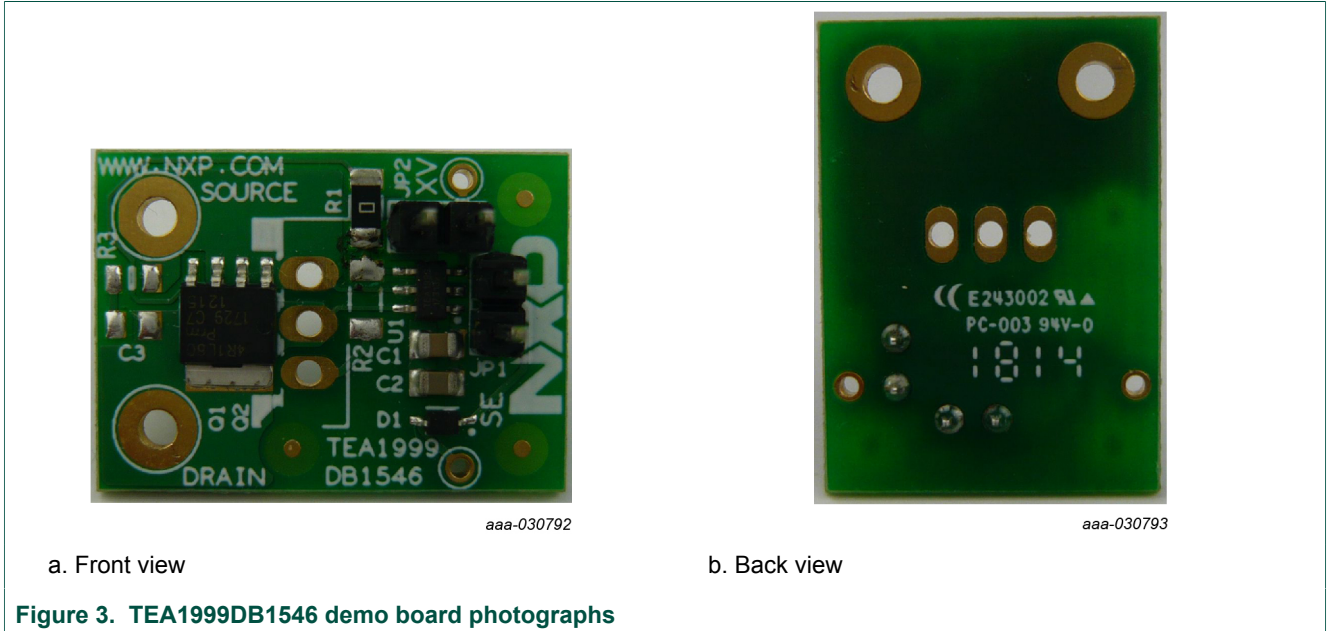 WWW.NXP.COM
SOURCE
R3
R1
JP2
XV
C3
Q1
Q2
R2
U1
C1
C2
D1
JP1
SE
NXP
TEA1999
DRAIN
DB1546
E243002
PC-003 94V-0
1814
aaa-030792
aaa-030793
a. Front view
b. Back view
Figure 3. TEA1999DB1546 demo board photographs